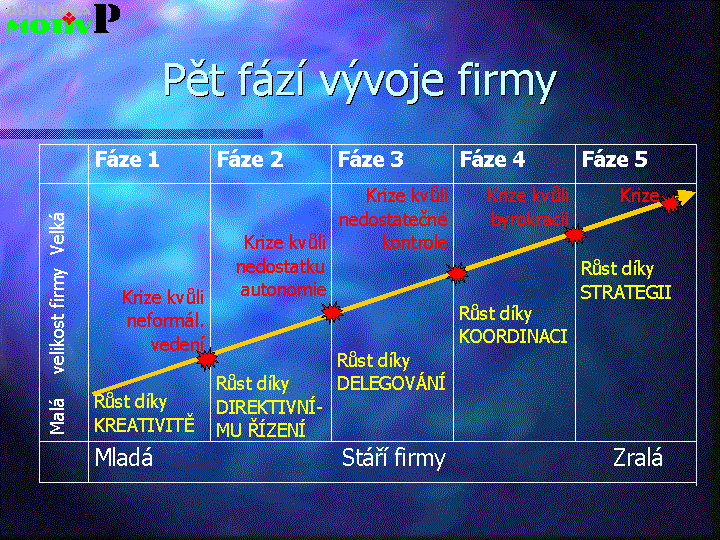 AGENTURA
MOTIV P
Pět fází vývoje firmy
Fáze 1
Fáze 2
Fáze 3
Fáze 4
Fáze 5
Malá velikost firmy Velká
Krize kvůli
neformál.
vedení
Krize kvůli
nedostatku
autonomie
Krize kvůli
nedostatečné
kontrole
Krize kvůli
byrokracii
Krize
Růst díky
KREATIVITĚ
Růst díky
DIREKTIVNÍ-
MU ŘÍZENÍ
Růst díky
DELEGOVÁNÍ
Růst díky
KOORDINACI
Růst díky
STRATEGII
Mladá
Stáří firmy
Zralá